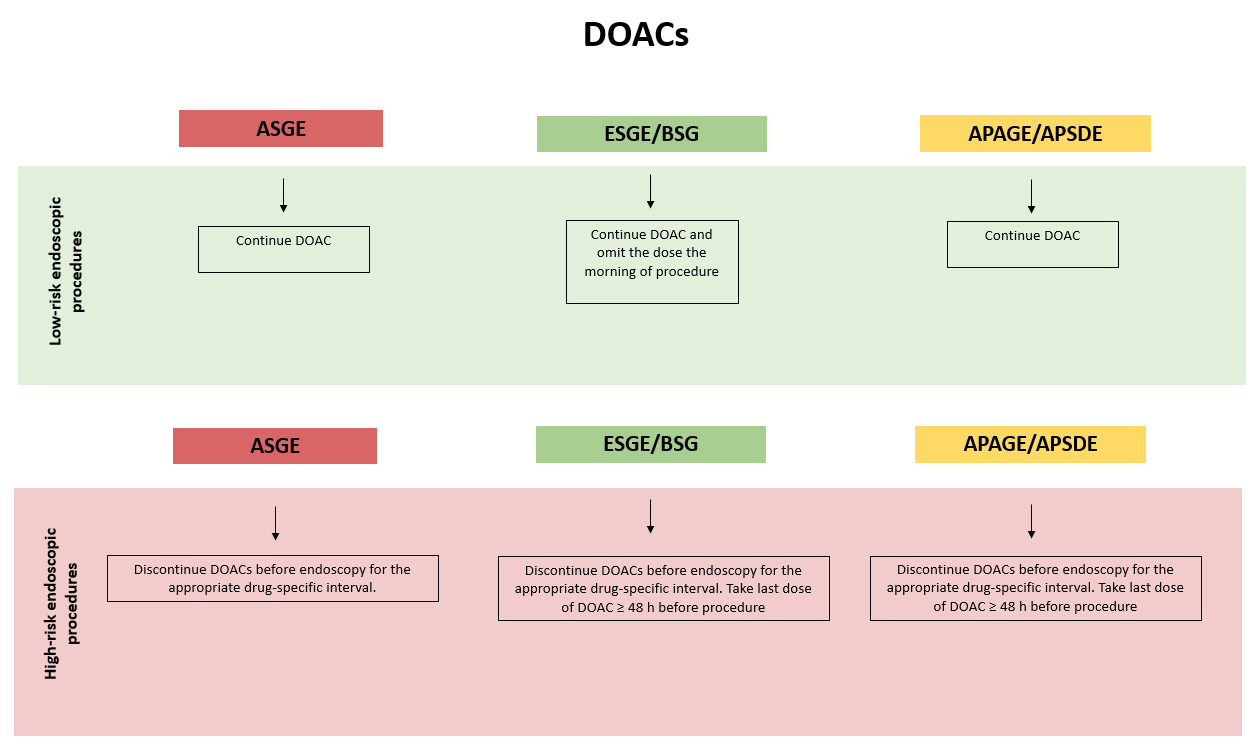 DOACs
ASGE
ESGE/BSG
APAGE/APSDE
Low-risk endoscopic
procedures
Continue DOAC
Continue DOAC and
omit the dose the
morning of procedure
Continue DOAC
ASGE
ESGE/BSG
APAGE/APSDE
High-risk endoscopic
procedures
Discontinue DOACs before endoscopy for the
appropriate drug-specific interval.
Discontinue DOACs before endoscopy for the
appropriate drug-specific interval. Take last dose
of DOAC ≥ 48 h before procedure
Discontinue DOACs before endoscopy for the
appropriate drug-specific interval. Take last dose
of DOAC ≥ 48 h before procedure